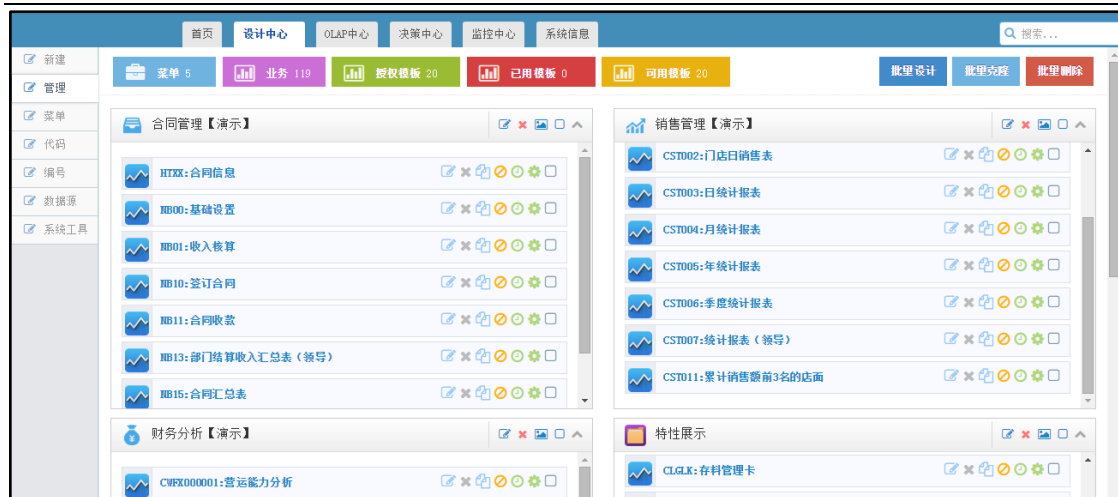 首页 设计中心 OLAP中心 决策中心 监控中心 系统信息 搜索...
新建
管理
菜单
代码
编号
数据源
系统工具
菜单 5 业务 119 授权模板 20 已用模板 0 可用模板 20 批里设计 批里克隆 批里删除
合同管理【演示】
HTXX:合同信息
NB00:基础设置
NB01:收入核算
NB10:签订合同
NB11:合同收款
NB13:部门结算收入汇总表（领导）
NB15:合同汇总表
销售管理【演示】
CST002:门店日销售表
CST003:日统计报表
CST004:月统计报表
CST005:年统计报表
CST006:季度统计报表
CST007:统计报表（领导）
CST011:累计销售额前3名的店面
财务分析【演示】
CWFX000001:营运能力分析
特性展示
CLGLK:存料管理卡